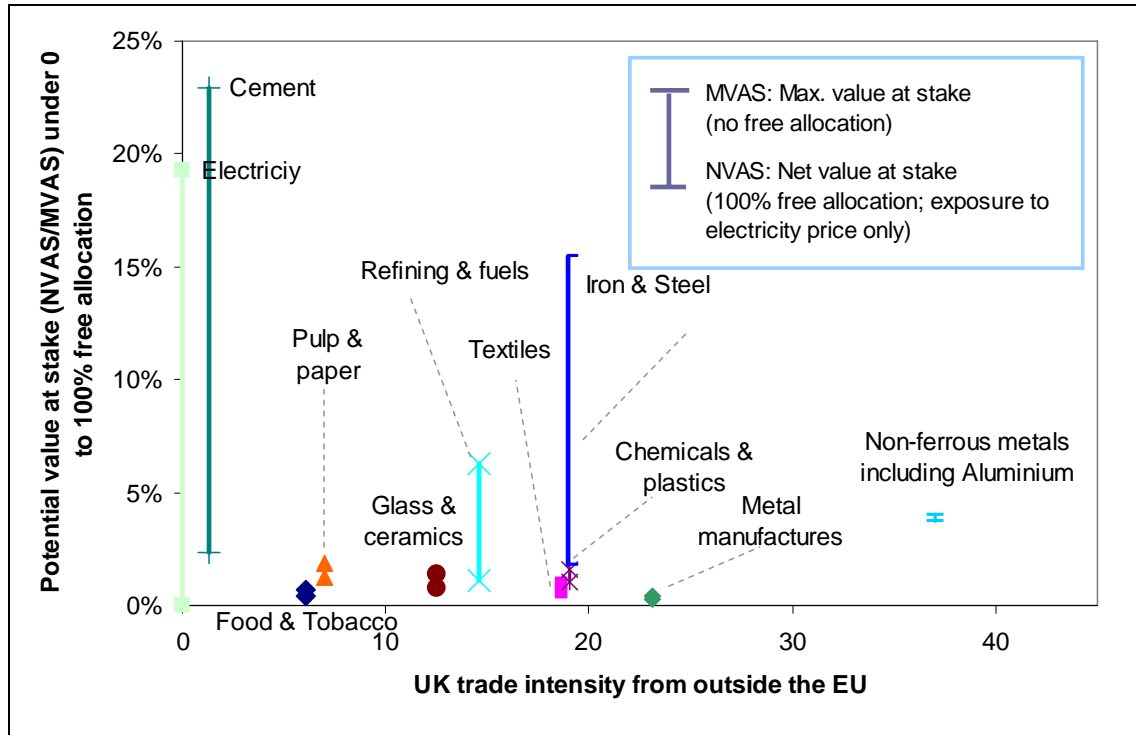 Potential value at stake (NVAS/MVAS) under 0
to 100% free allocation
25%
20%
15%
10%
5%
0%
Cement
Electriciy
MVAS: Max. value at stake
(no free allocation)
NVAS: Net value at stake
(100% free allocation; exposure to
electricity price only)
Refining & fuels
Iron & Steel
Pulp &
paper
Textiles
Chemicals &
plastics
Non-ferrous metals
including Aluminium
Glass &
ceramics
Metal
manufactures
Food & Tobacco
0
10
20
30
40
UK trade intensity from outside the EU